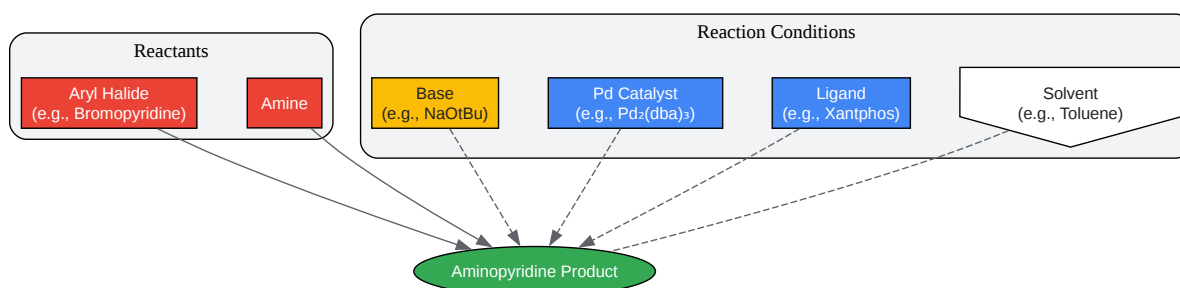 Reactants
Reaction Conditions
Aryl Halide
(e.g., Bromopyridine)
Amine
Base
(e.g., NaOtBu)
Pd Catalyst
(e.g., Pd₂(dba)₃)
Ligand
(e.g., Xantphos)
Solvent
(e.g., Toluene)
Aminopyridine Product